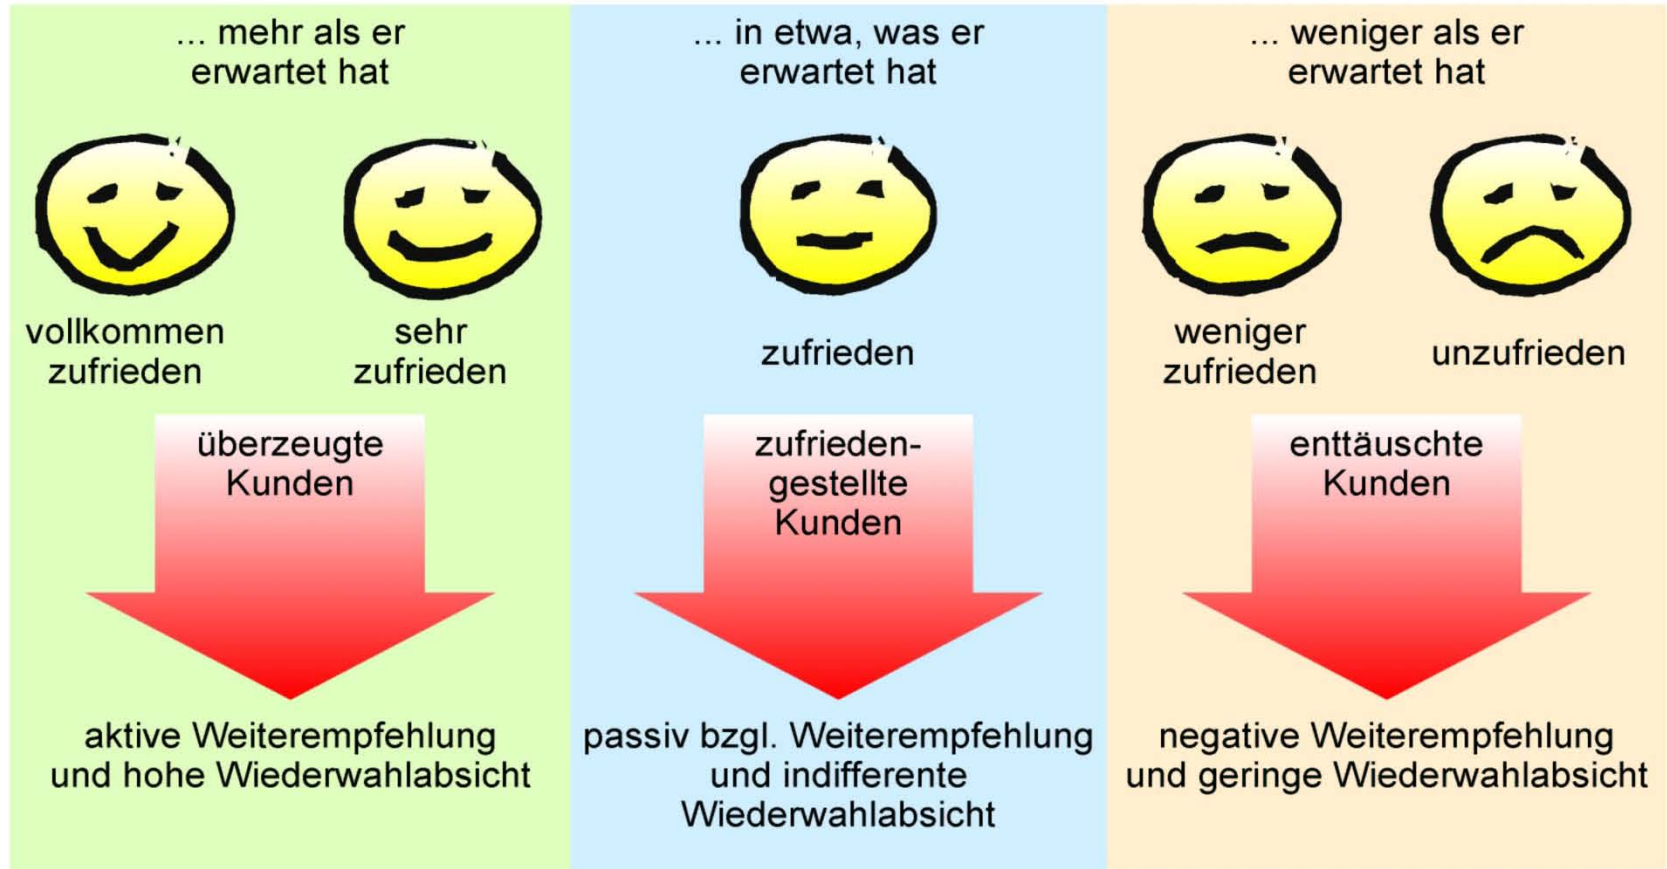 ... mehr als er
erwartet hat
vollkommen
zufrieden
sehr
zufrieden
überzeugte
Kunden
aktive Weiterempfehlung
und hohe Wiederwahlabsicht
... in etwa, was er
erwartet hat
zufrieden
zufrieden-
gestellte
Kunden
passiv bzgl. Weiterempfehlung
und indifferente
Wiederwahlabsicht
... weniger als er
erwartet hat
weniger
zufrieden
unzufrieden
enttäuschte
Kunden
negative Weiterempfehlung
und geringe Wiederwahlabsicht